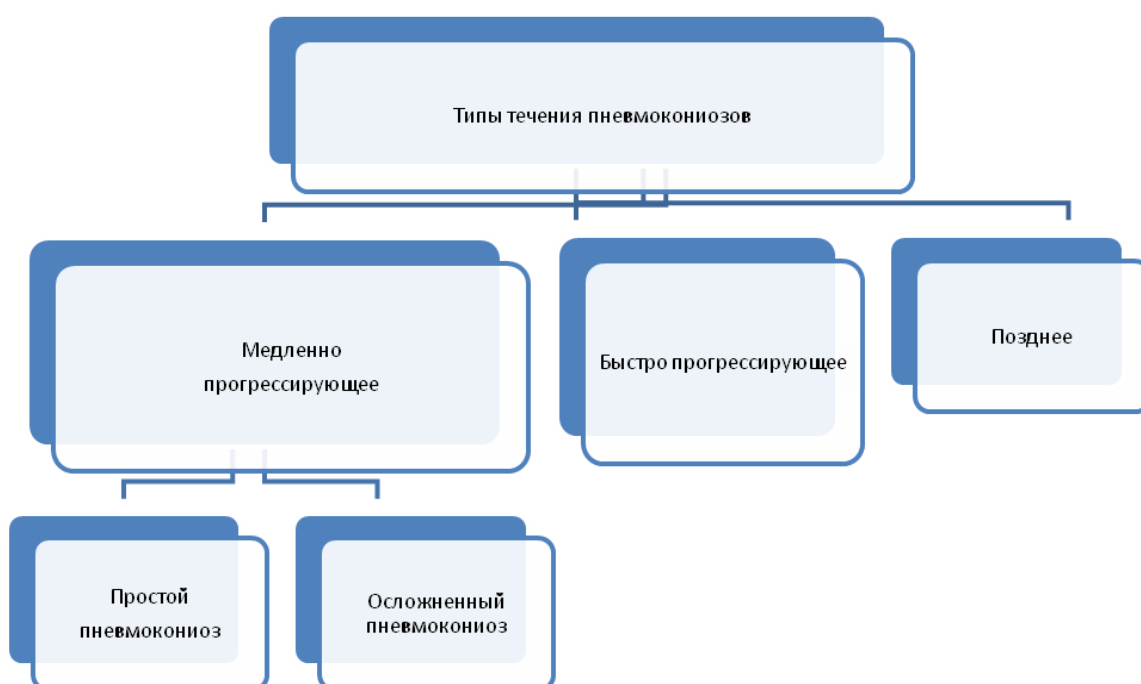 Типы течения пневмокониозов
Медленно
прогрессирующее
Быстро прогрессирующее
Позднее
Простой
пневмокониоз
Осложненный
пневмокониоз